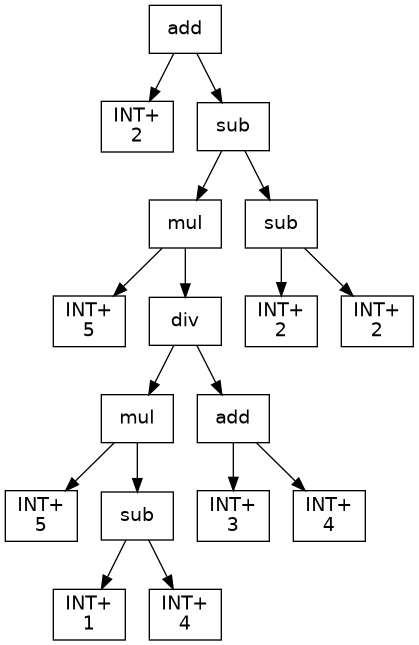 add
INT+
2
sub
mul
sub
INT+
5
div
INT+
2
INT+
2
mul
add
INT+
5
sub
INT+
3
INT+
4
INT+
1
INT+
4